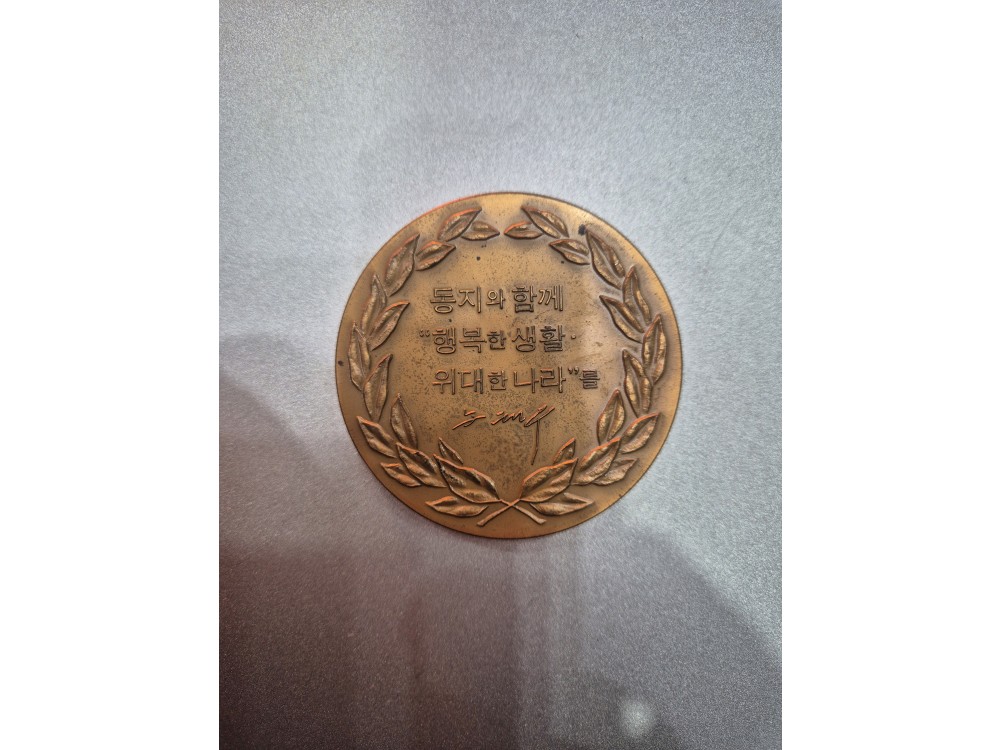 동지와 함께
“행복한 생활·
위대한 나라”를